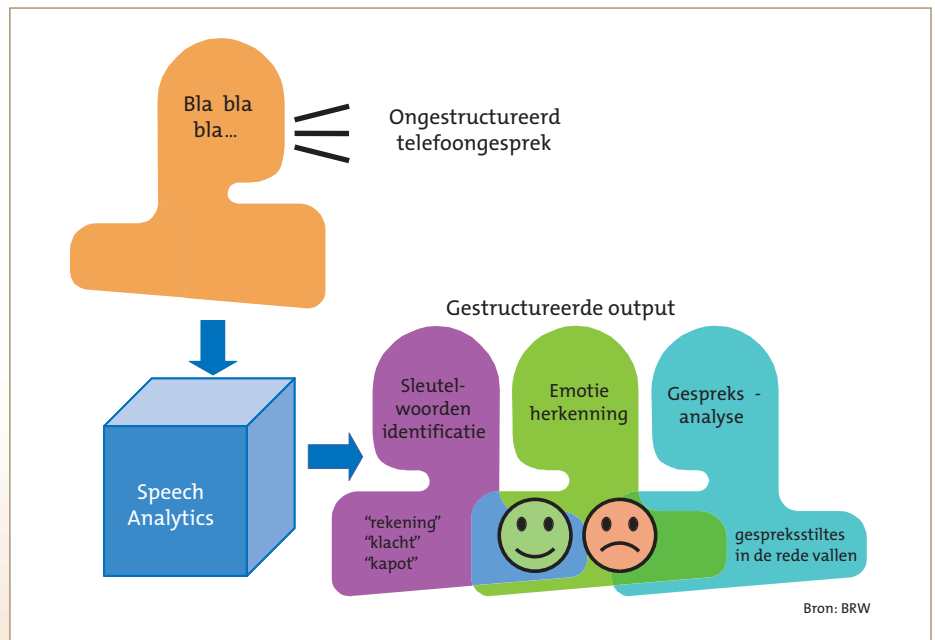 Bla bla
bla...
Ongestructureerd
telefoongesprek
Gestructureerde output
Speech
Analytics
Sleutel-
woorden
identificatie
"rekening"
"klacht"
"kapot"
Emotie
herkenning
Gespreks -
analyse
gespreksstiltes
in de rede vallen
Bron: BRW